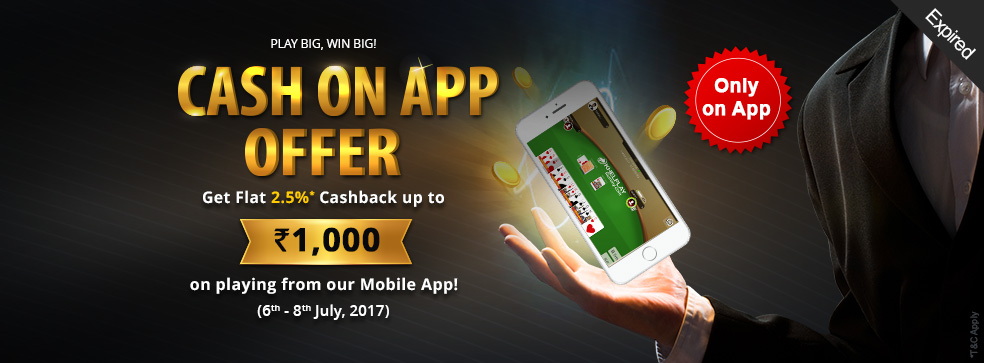 PLAY BIG, WIN BIG!
CASH ON APP
OFFER
Get Flat 2.5%* Cashback up to
₹1,000
on playing from our Mobile App!
(6th - 8th July, 2017)
KHELPLAY
Only
on App
Expired
*T&C Apply